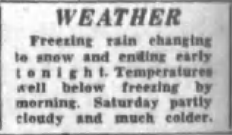 WEATHER
Freezing rain changing
to snow and ending early
tonight. Temperatures
well below freezing by
morning. Saturday partly
cloudy and much colder.